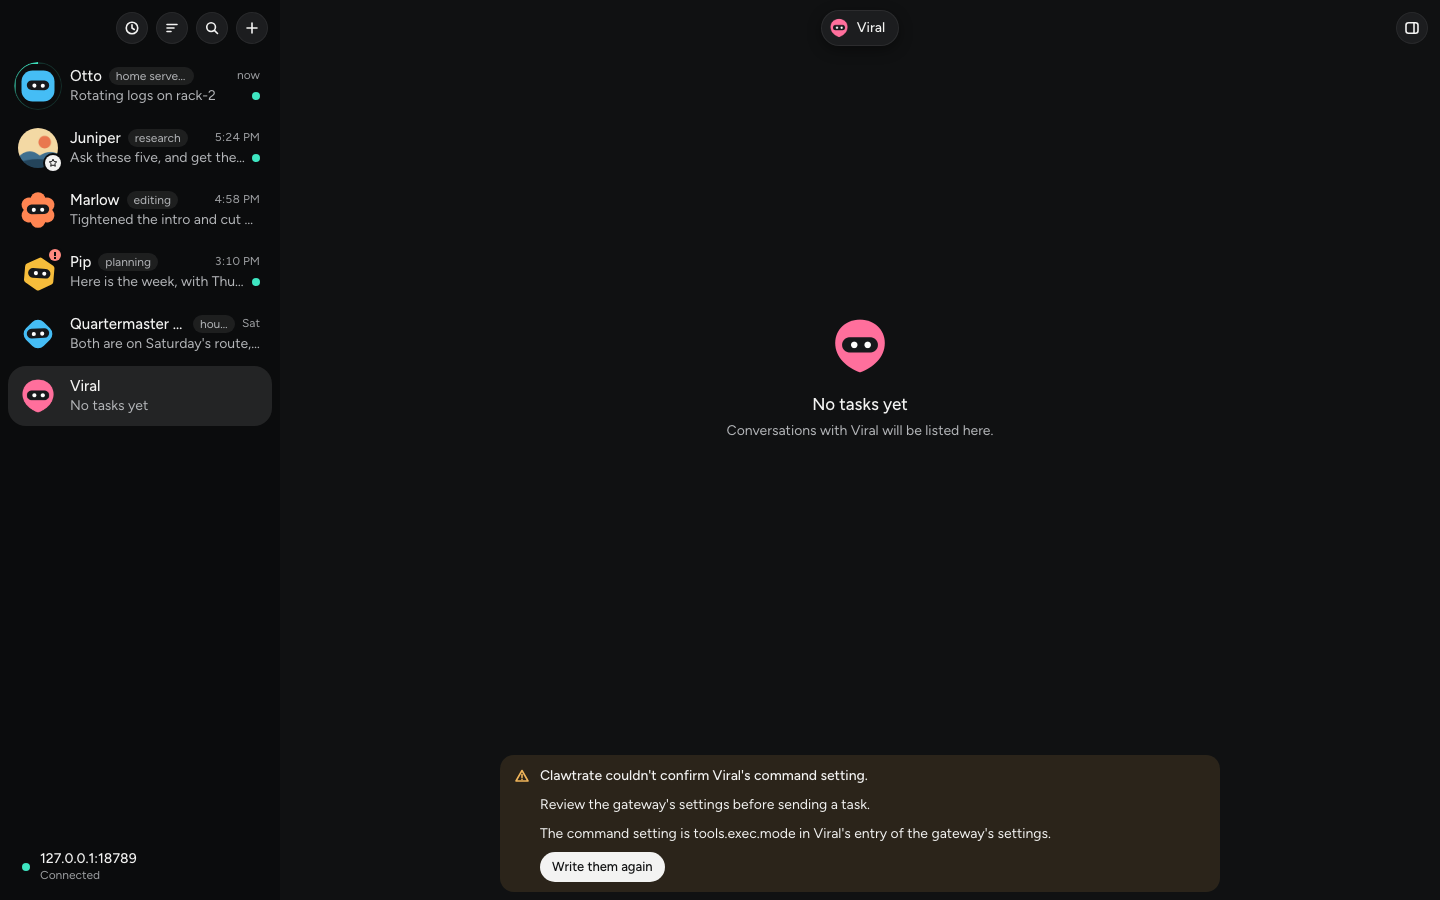 Otto home serve... now
Rotating logs on rack-2
Juniper research 5:24 PM
Ask these five, and get the...
Marlow editing 4:58 PM
Tightened the intro and cut ...
Pip planning 3:10 PM
Here is the week, with Thu...
Quartermaster ... hou... Sat
Both are on Saturday's route,...
Viral
No tasks yet
127.0.0.1:18789
Connected
Viral
No tasks yet
Conversations with Viral will be listed here.
Clawtrate couldn't confirm Viral's command setting.
Review the gateway's settings before sending a task.
The command setting is tools.exec.mode in Viral's entry of the gateway's settings.
Write them again